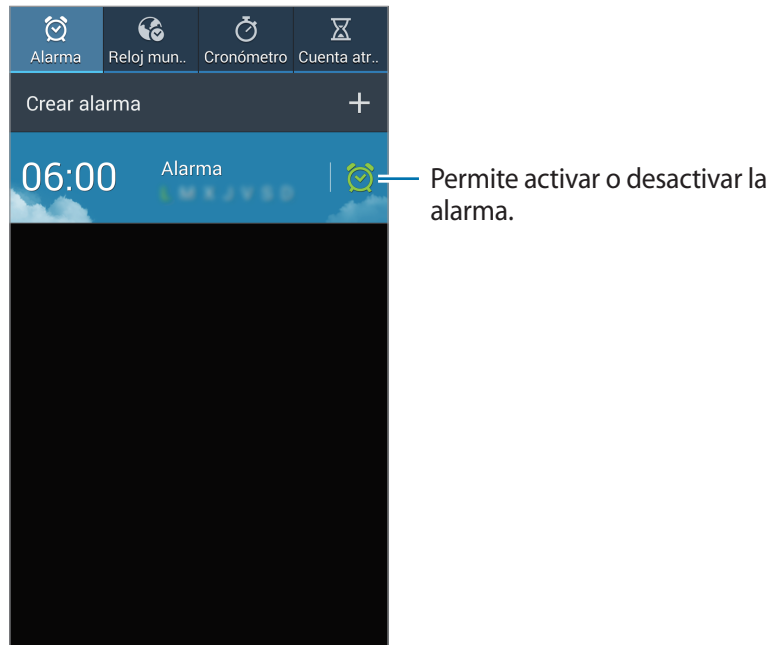 Alarma
Reloj mun..
Cronómetro
Cuenta atr..
Crear alarma
06:00
Alarma
L M X J V S D
Permite activar o desactivar la
alarma.